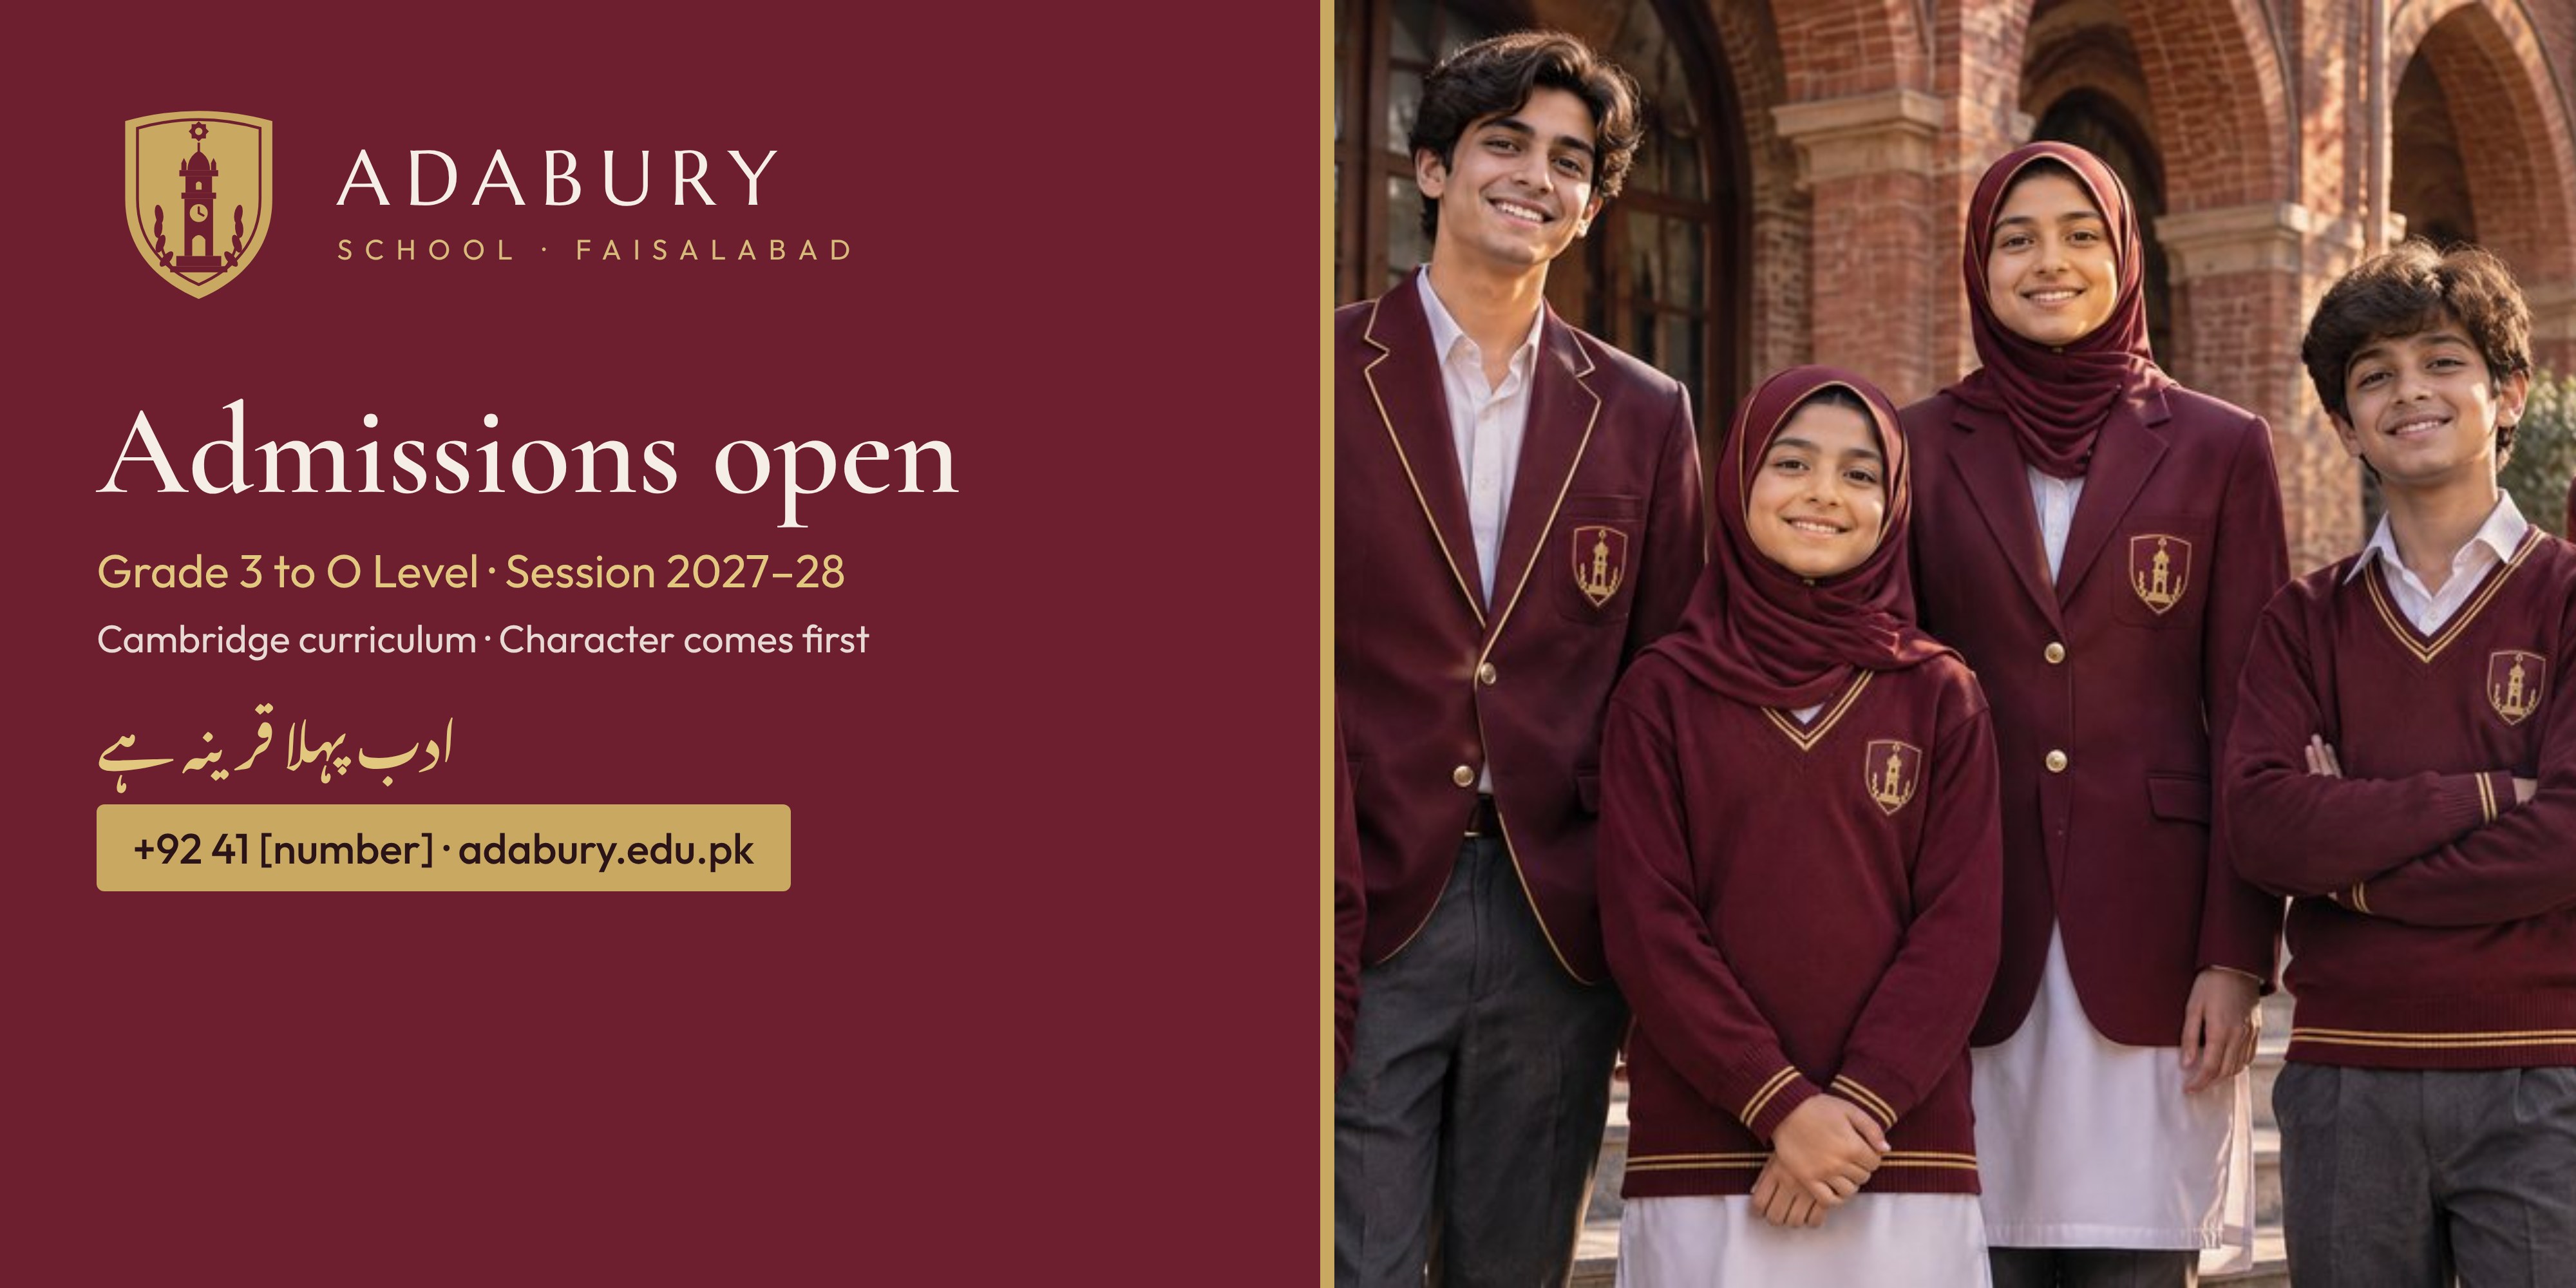 ADABURY
SCHOOL · FAISALABAD
Admissions open
Grade 3 to O Level · Session 2027–28
Cambridge curriculum · Character comes first
ادب پہلا قرینہ ہے
+92 41 [number] · adabury.edu.pk